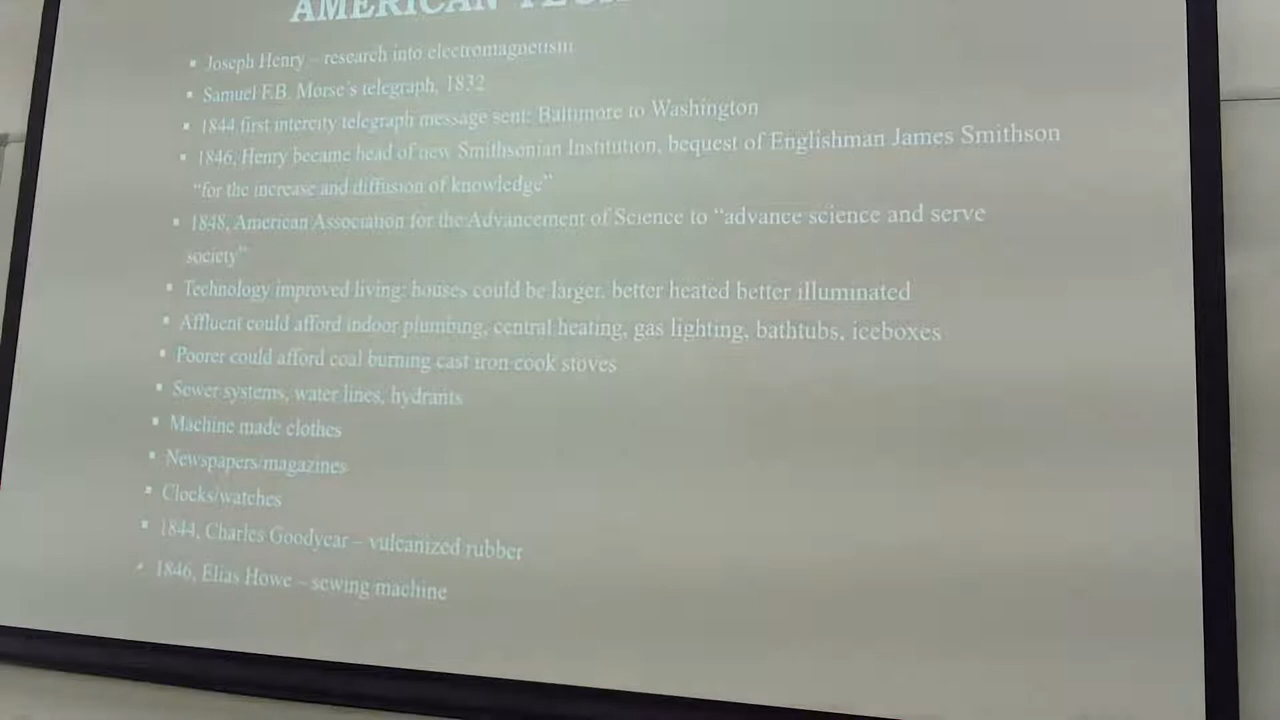 AMERICAN
▪ Joseph Henry – research into electromagnetism
▪ Samuel F.B. Morse's telegraph, 1832
▪ 1844 first intercity telegraph message sent: Baltimore to Washington
▪ 1846, Henry became head of new Smithsonian Institution, bequest of Englishman James Smithson
“for the increase and diffusion of knowledge”
▪ 1848, American Association for the Advancement of Science to “advance science and serve
society”
▪ Technology improved living: houses could be larger, better heated better illuminated
▪ Affluent could afford indoor plumbing, central heating, gas lighting, bathtubs, iceboxes
▪ Poorer could afford coal burning cast iron cook stoves
▪ Sewer systems, water lines, hydrants
▪ Machine made clothes
▪ Newspapers/magazines
▪ Clocks/watches
▪ 1844, Charles Goodyear – vulcanized rubber
▪ 1846, Elias Howe – sewing machine